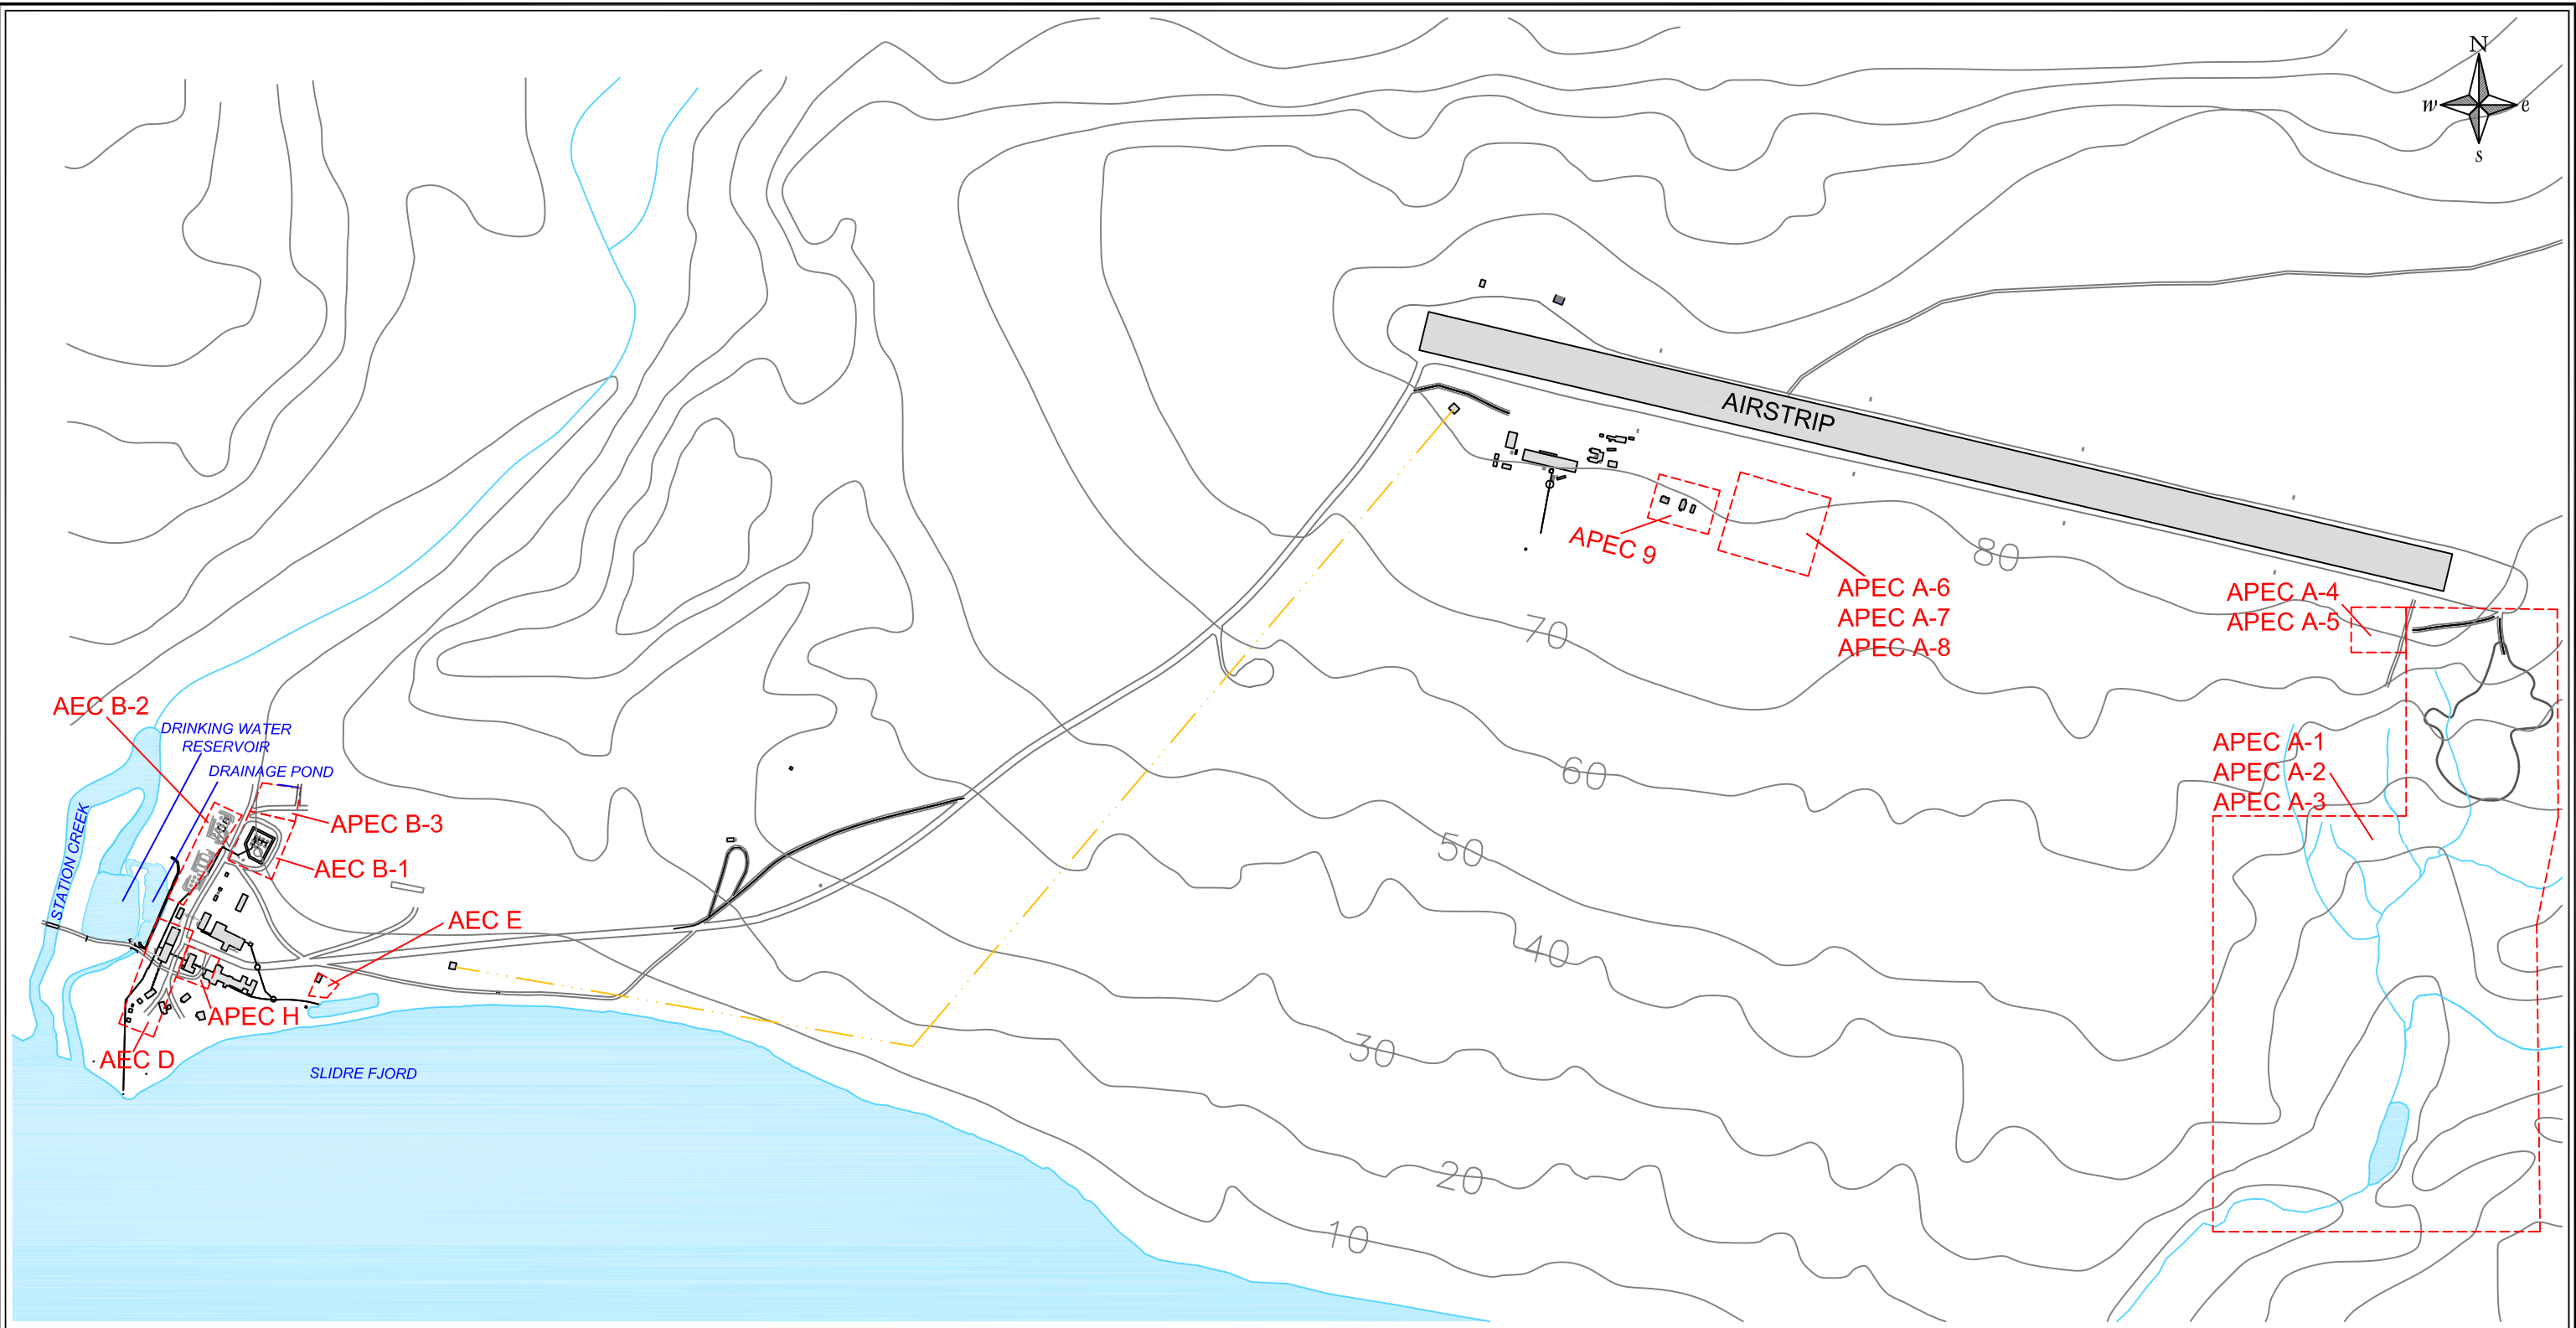 N
w e
s
AIRSTRIP
APEC 9
80
APEC A-6
APEC A-7
APEC A-8
APEC A-4
APEC A-5
70
AEC B-2
DRINKING WATER
RESERVOIR
DRAINAGE POND
60
APEC A-1
APEC A-2
APEC A-3
STATION CREEK
APEC B-3
AEC B-1
50
AEC E
40
APEC H
AEC D
30
SLIDRE FJORD
20
10